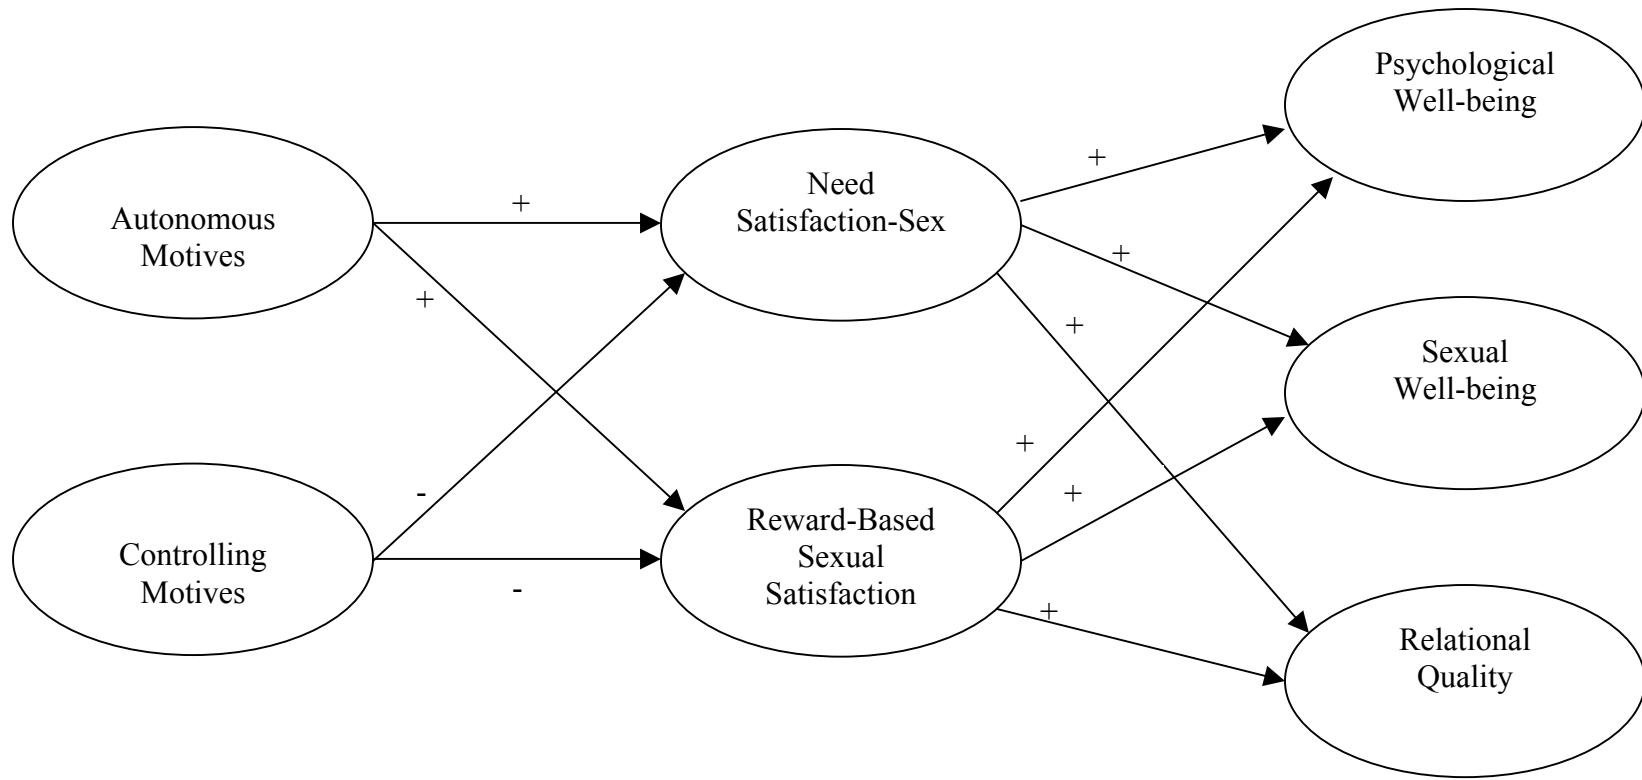 Psychological
Well-being
Need
Satisfaction-Sex
Autonomous
Motives
+
+
+
+
+
Sexual
Well-being
+
-
+
Reward-Based
Sexual
Satisfaction
Controlling
Motives
-
+
Relational
Quality